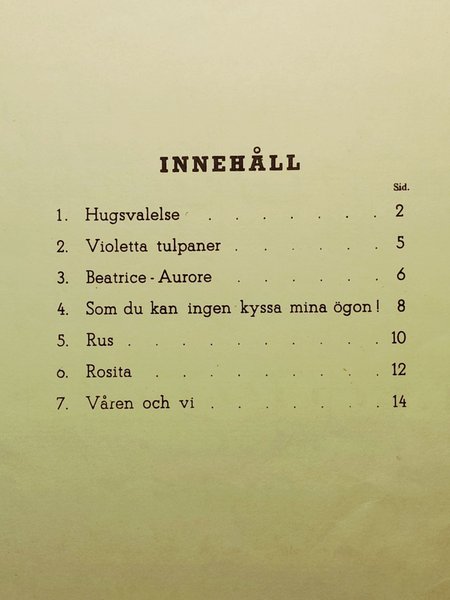 INNEHÅLL
Sid.
1. Hugsvalelse . . . . . . . 2
2. Violetta tulpaner . . . . . . 5
3. Beatrice - Aurore . . . . . . 6
4. Som du kan ingen kyssa mina ögon! 8
5. Rus . . . . . . . . . . 10
6. Rosita . . . . . . . . . 12
7. Våren och vi . . . . . . . 14